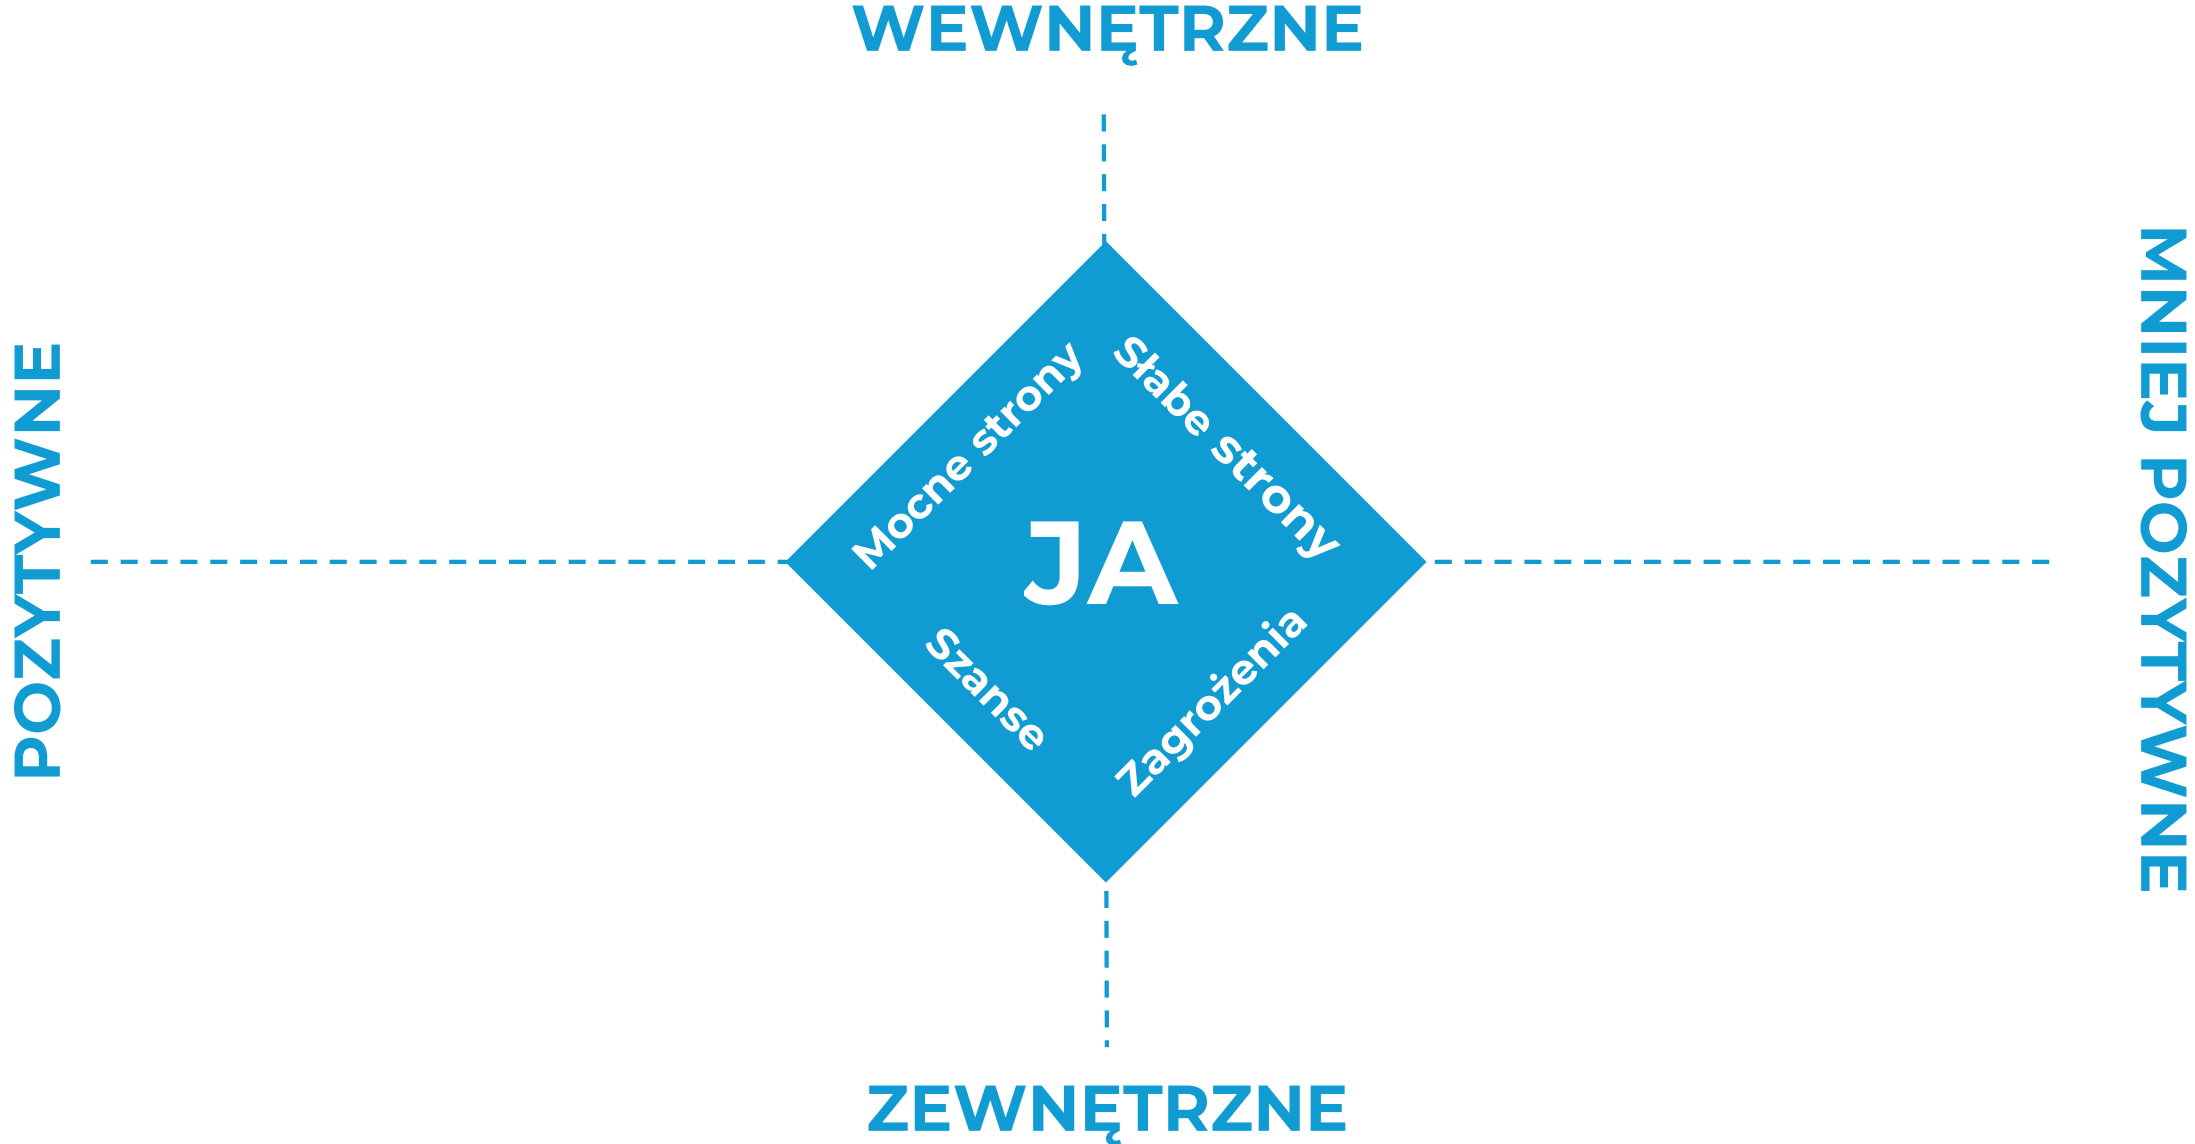 WEWNĘTRZNE
POZYTYWNE
MNIEJ POZYTYWNE
Mocne strony
Słabe strony
JA
Szanse
Zagrożenia
ZEWNĘTRZNE